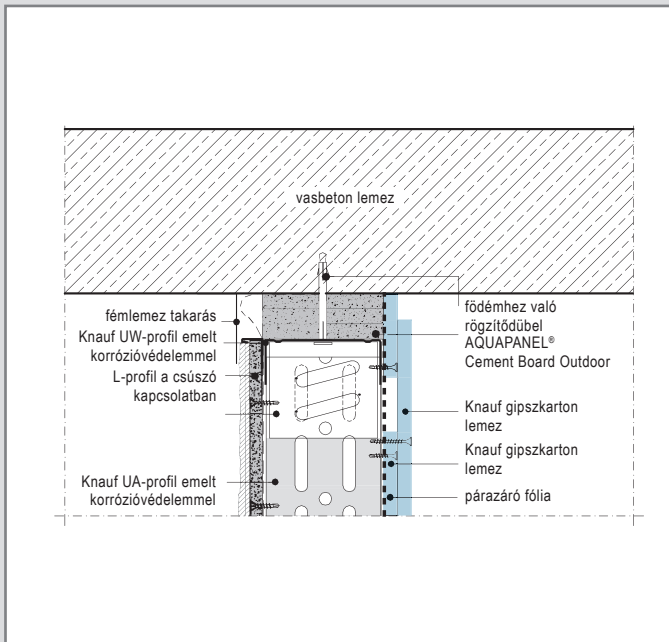 vasbeton lemez
fémlemez takarás
Knauf UW-profil emelt
korrózióvédelemmel
L-profil a csúszó
kapcsolatban
Knauf UA-profil emelt
korrózióvédelemmel
födémhez való
rögzítődübel
AQUAPANEL®
Cement Board Outdoor
Knauf gipszkarton
lemez
Knauf gipszkarton
lemez
párazáró fólia